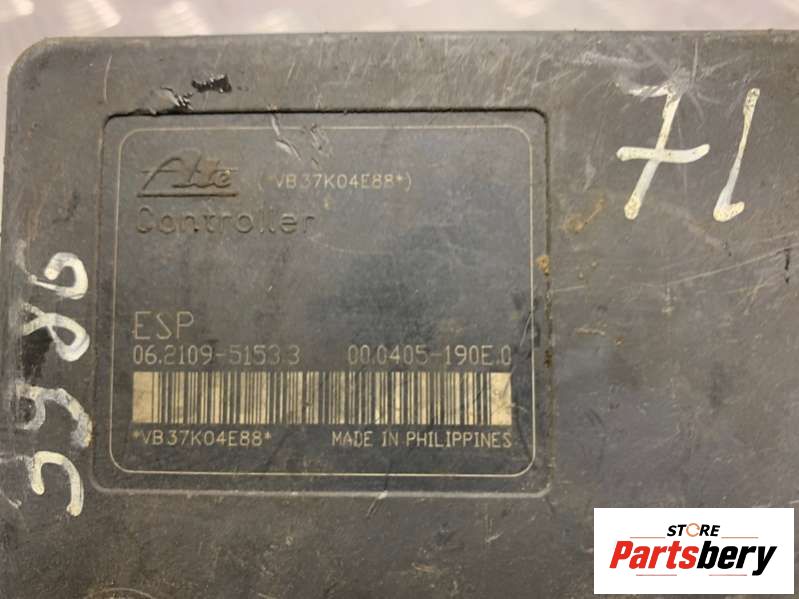 Ate (*VB37K04E88*)
Controller
ESP
06.2109-5153.3 00.0405-190E.0
*VB37K04E88*
MADE IN PHILIPPINES
71
STORE
Partsbery